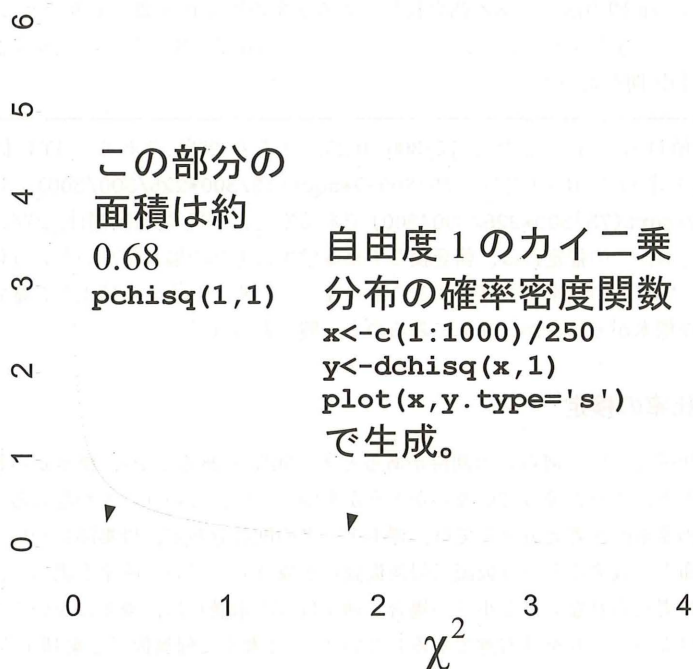 6
5
4
3
2
1
0
この部分の
面積は約
0.68
pchisq(1,1)
自由度 1 のカイ二乗
分布の確率密度関数
x<-c(1:1000)/250
y<-dchisq(x,1)
plot(x,y.type='s')
で生成。
0 1 2 3 4
χ2